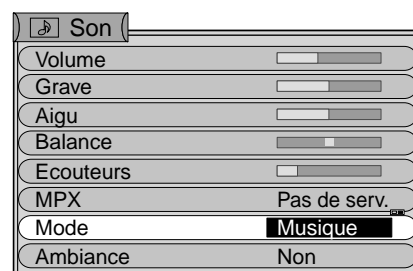 Son
Volume
Grave
Aigu
Balance
Ecouteurs
MPX Pas de serv.
Mode Musique
Ambiance Non